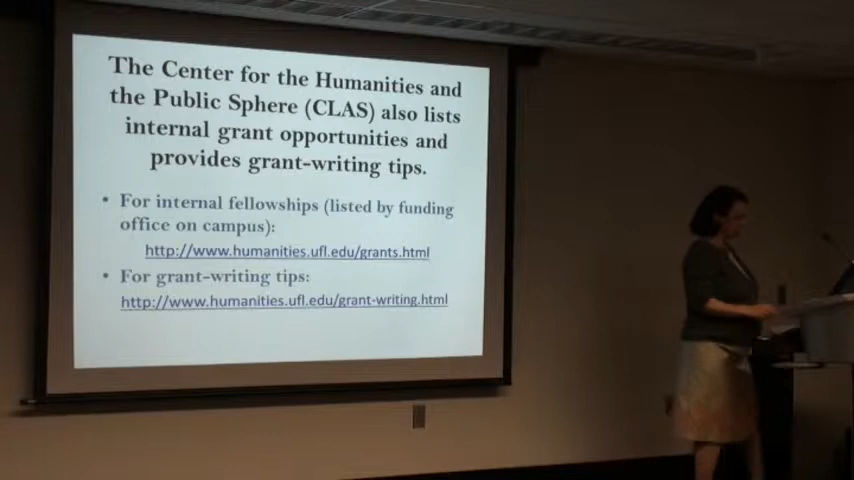 The Center for the Humanities and
the Public Sphere (CLAS) also lists
internal grant opportunities and
provides grant-writing tips.
• For internal fellowships (listed by funding
office on campus):
http://www.humanities.ufl.edu/grants.html
• For grant-writing tips:
http://www.humanities.ufl.edu/grant-writing.html